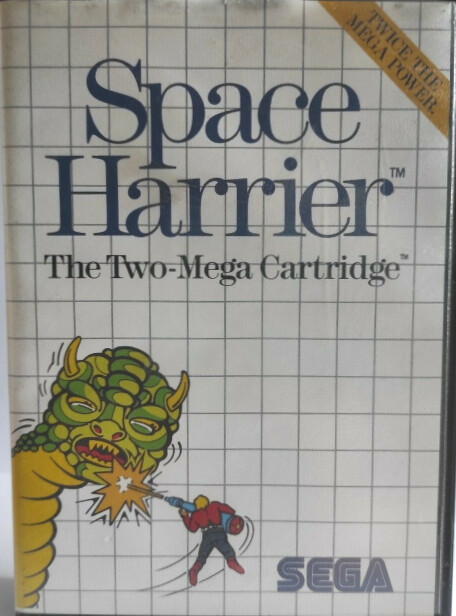 TWICE THE
MEGA POWER.
Space
Harrier™
The Two-Mega Cartridge™
SEGA